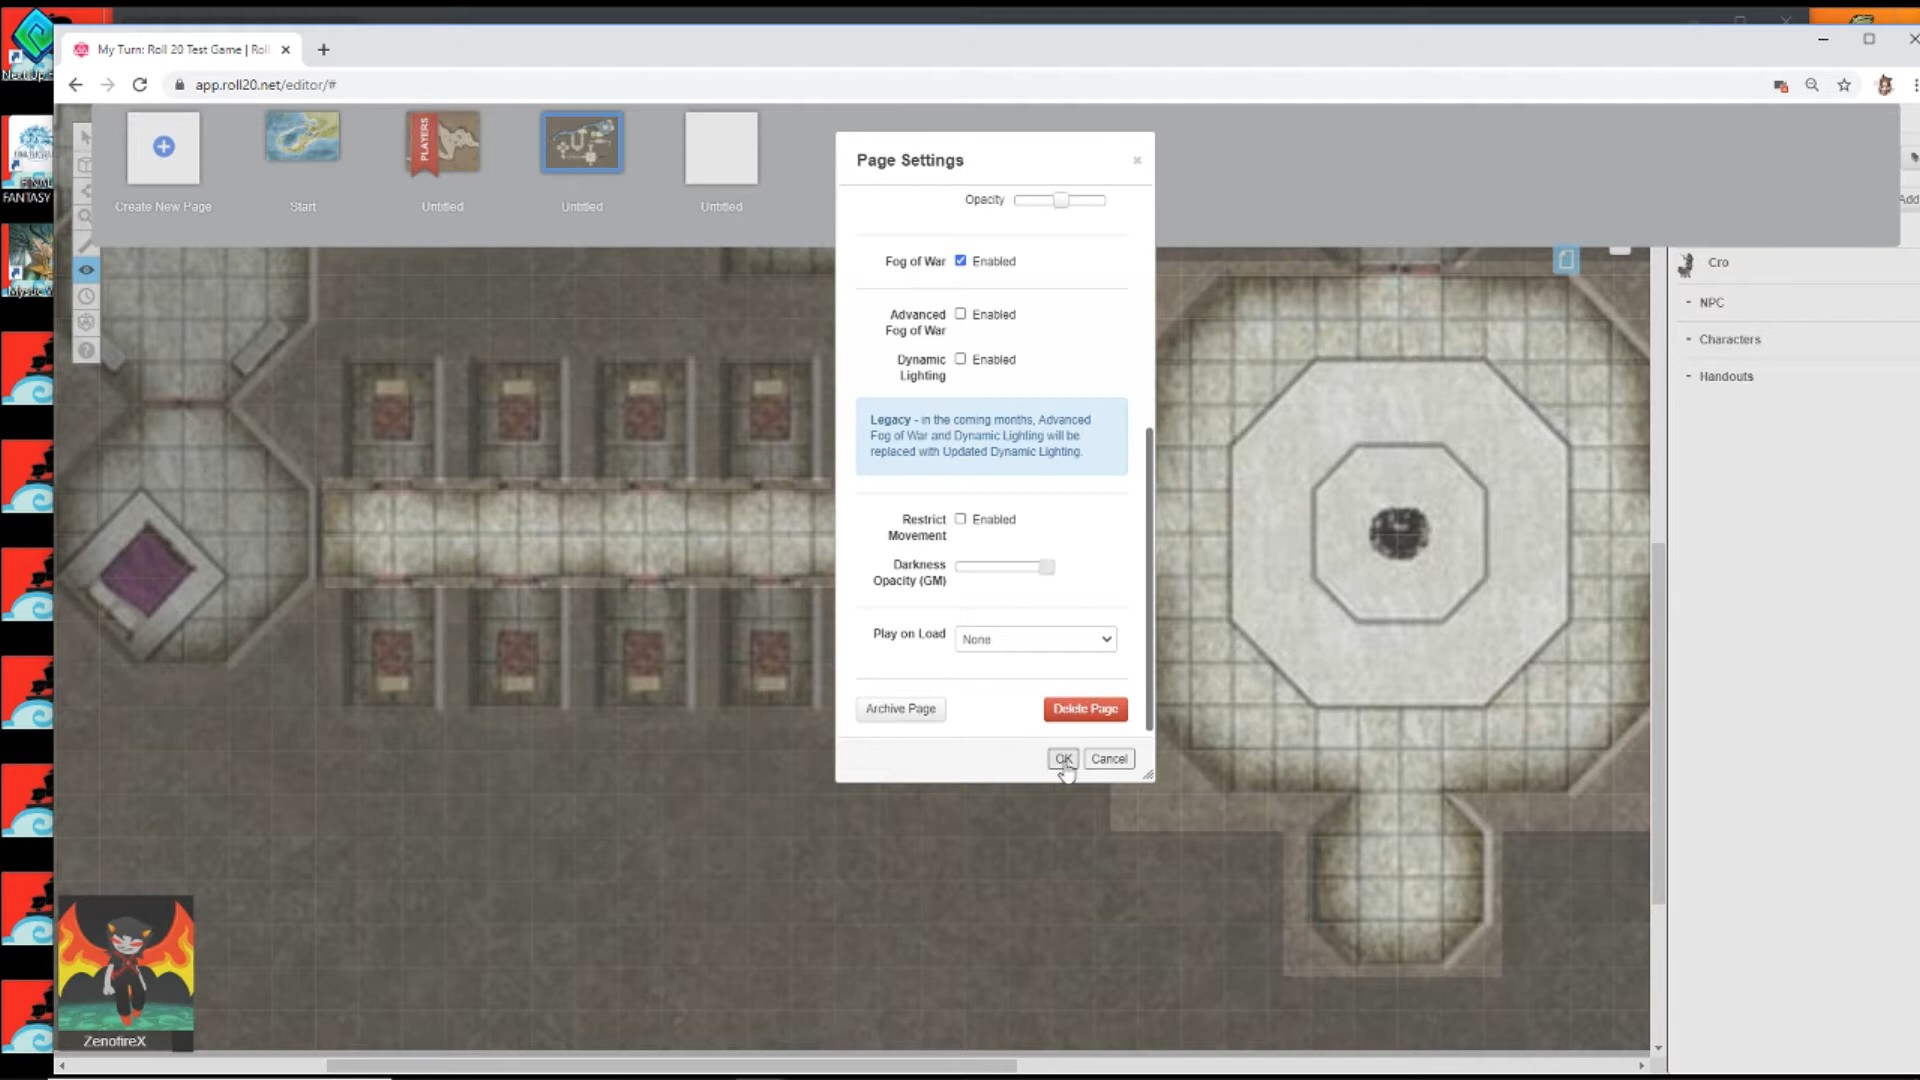 My Turn: Roll 20 Test Game | Roll
app.roll20.net/editor/#
FINAL
FANTASY
PLAYERS
Create New Page
Start
Untitled
Untitled
Untitled
Add
Page Settings
Opacity
Fog of War Enabled
Advanced Fog of War Enabled
Dynamic Lighting Enabled
Legacy - in the coming months, Advanced
Fog of War and Dynamic Lighting will be
replaced with Updated Dynamic Lighting.
Restrict Movement Enabled
Darkness Opacity (GM)
Play on Load None
Archive Page Delete Page
OK Cancel
Cro
NPC
Characters
Handouts
ZenofireX